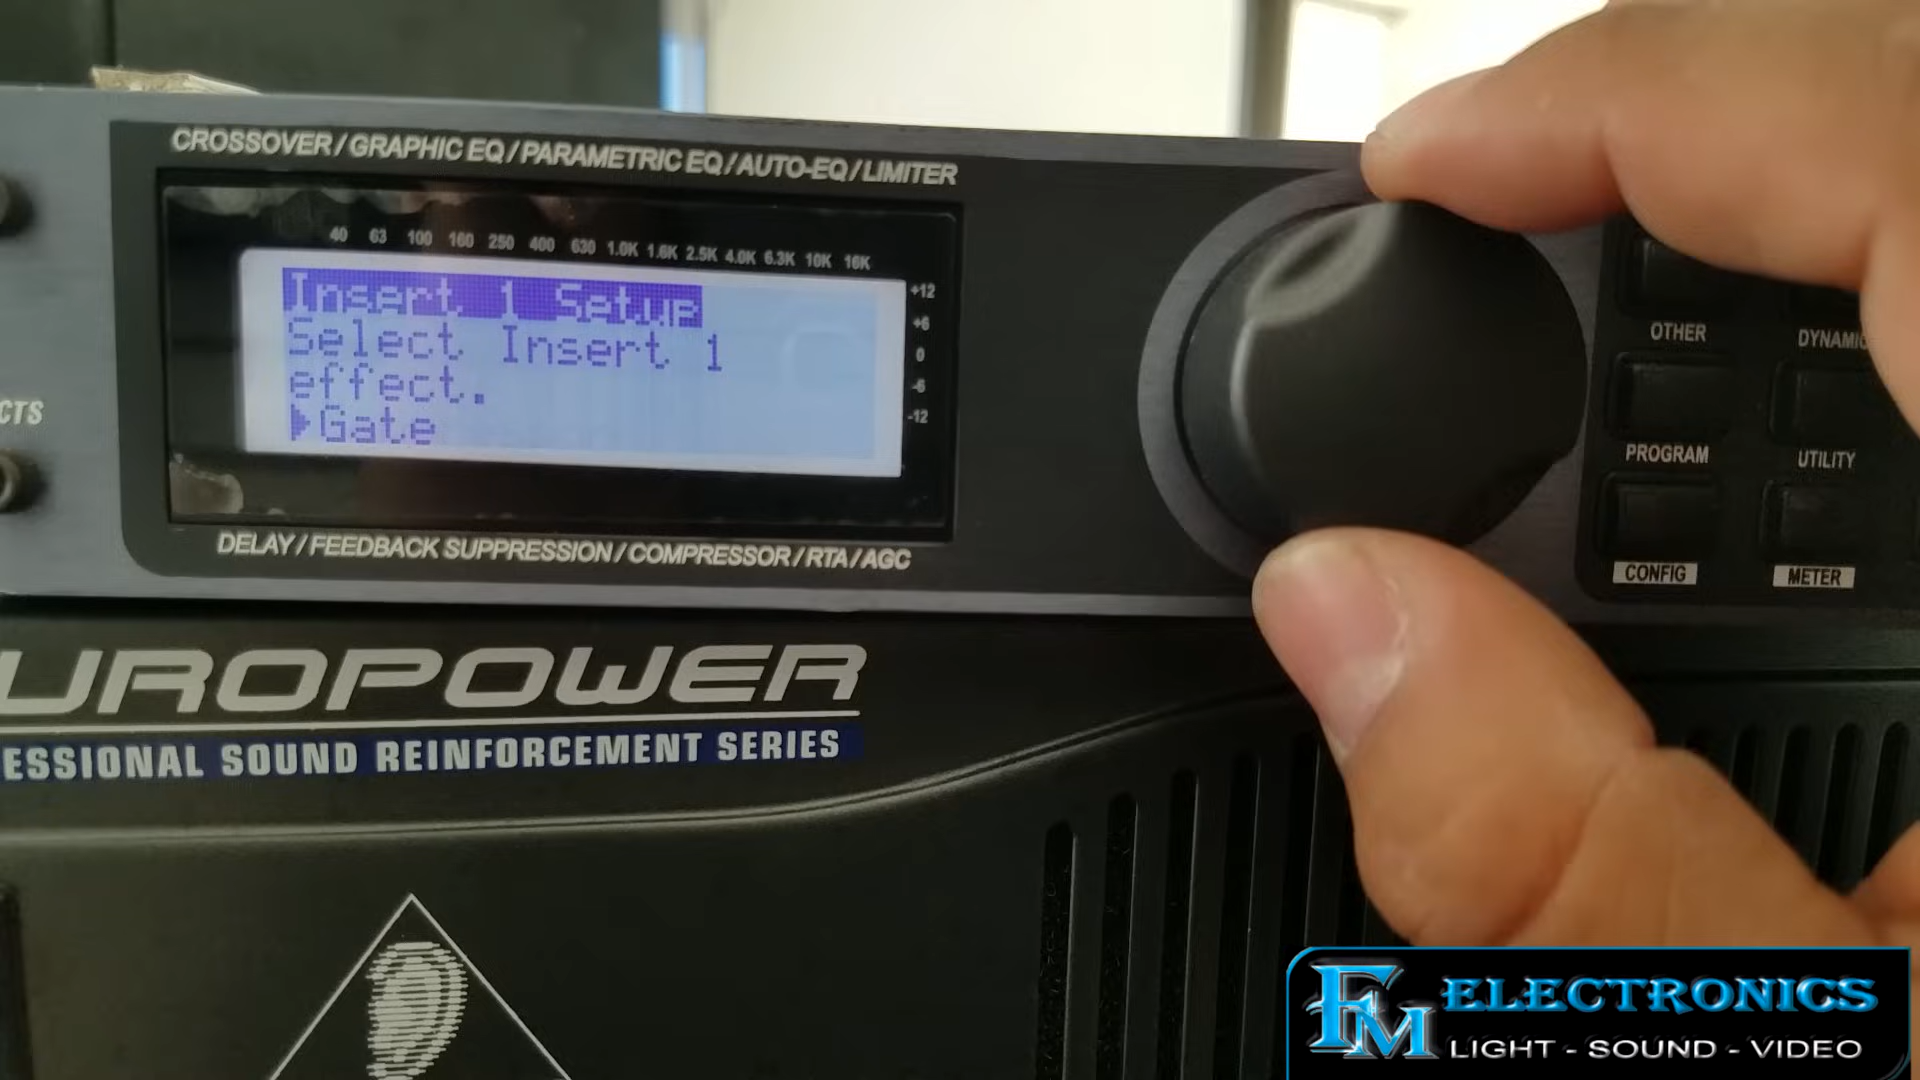 CROSSOVER / GRAPHIC EQ / PARAMETRIC EQ / AUTO-EQ / LIMITER
40 63 100 160 250 400 630 1.0K 1.6K 2.5K 4.0K 6.3K 10K 16K
+12
+6
0
-6
-12
Insert 1 Setup
Select Insert 1
effect.
▶Gate
DELAY / FEEDBACK SUPPRESSION / COMPRESSOR / RTA / AGC
CTS
OTHER
DYNAMIC
PROGRAM
UTILITY
CONFIG
METER
UROPOWER
ESSIONAL SOUND REINFORCEMENT SERIES
FM ELECTRONICS
LIGHT - SOUND - VIDEO